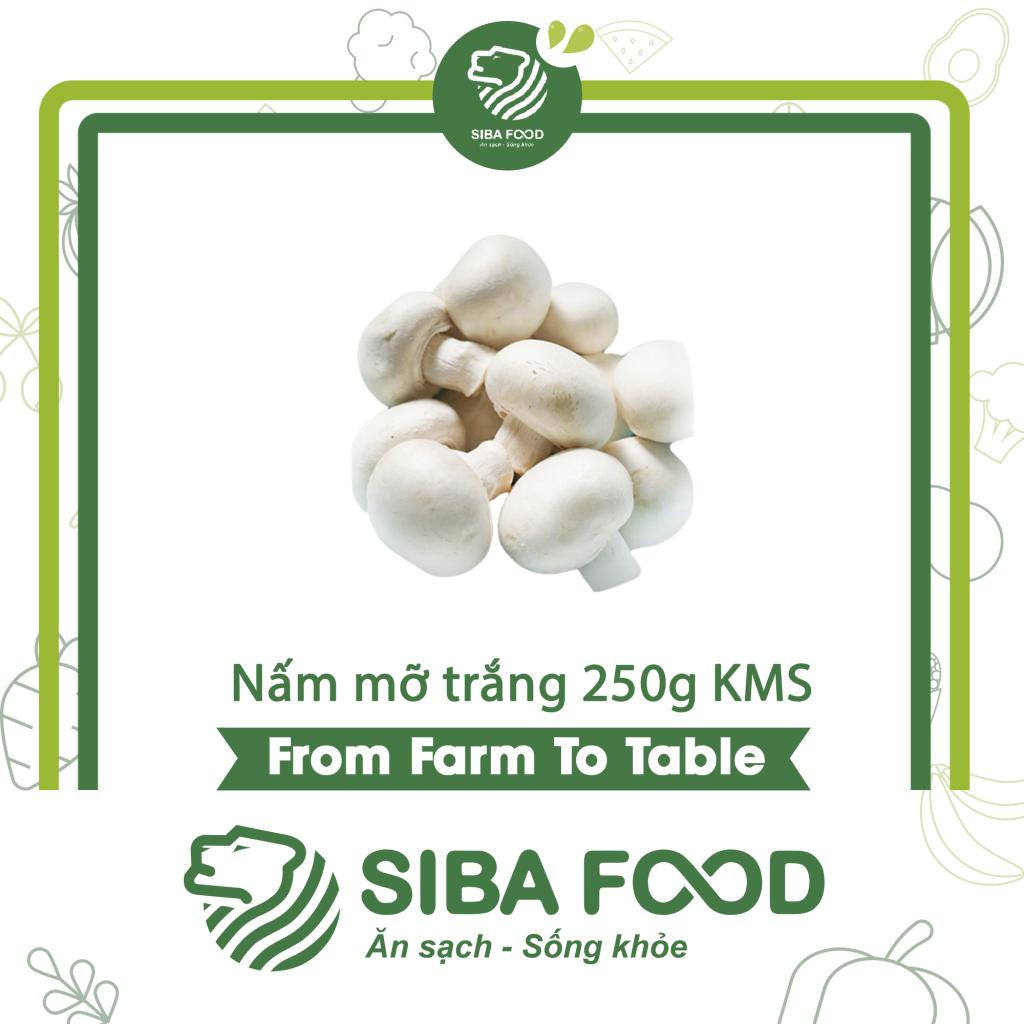 SIBA FOOD
Ăn sạch - Sống khỏe
Nấm mỡ trắng 250g KMS
From Farm To Table
SIBA FOOD
Ăn sạch - Sống khỏe